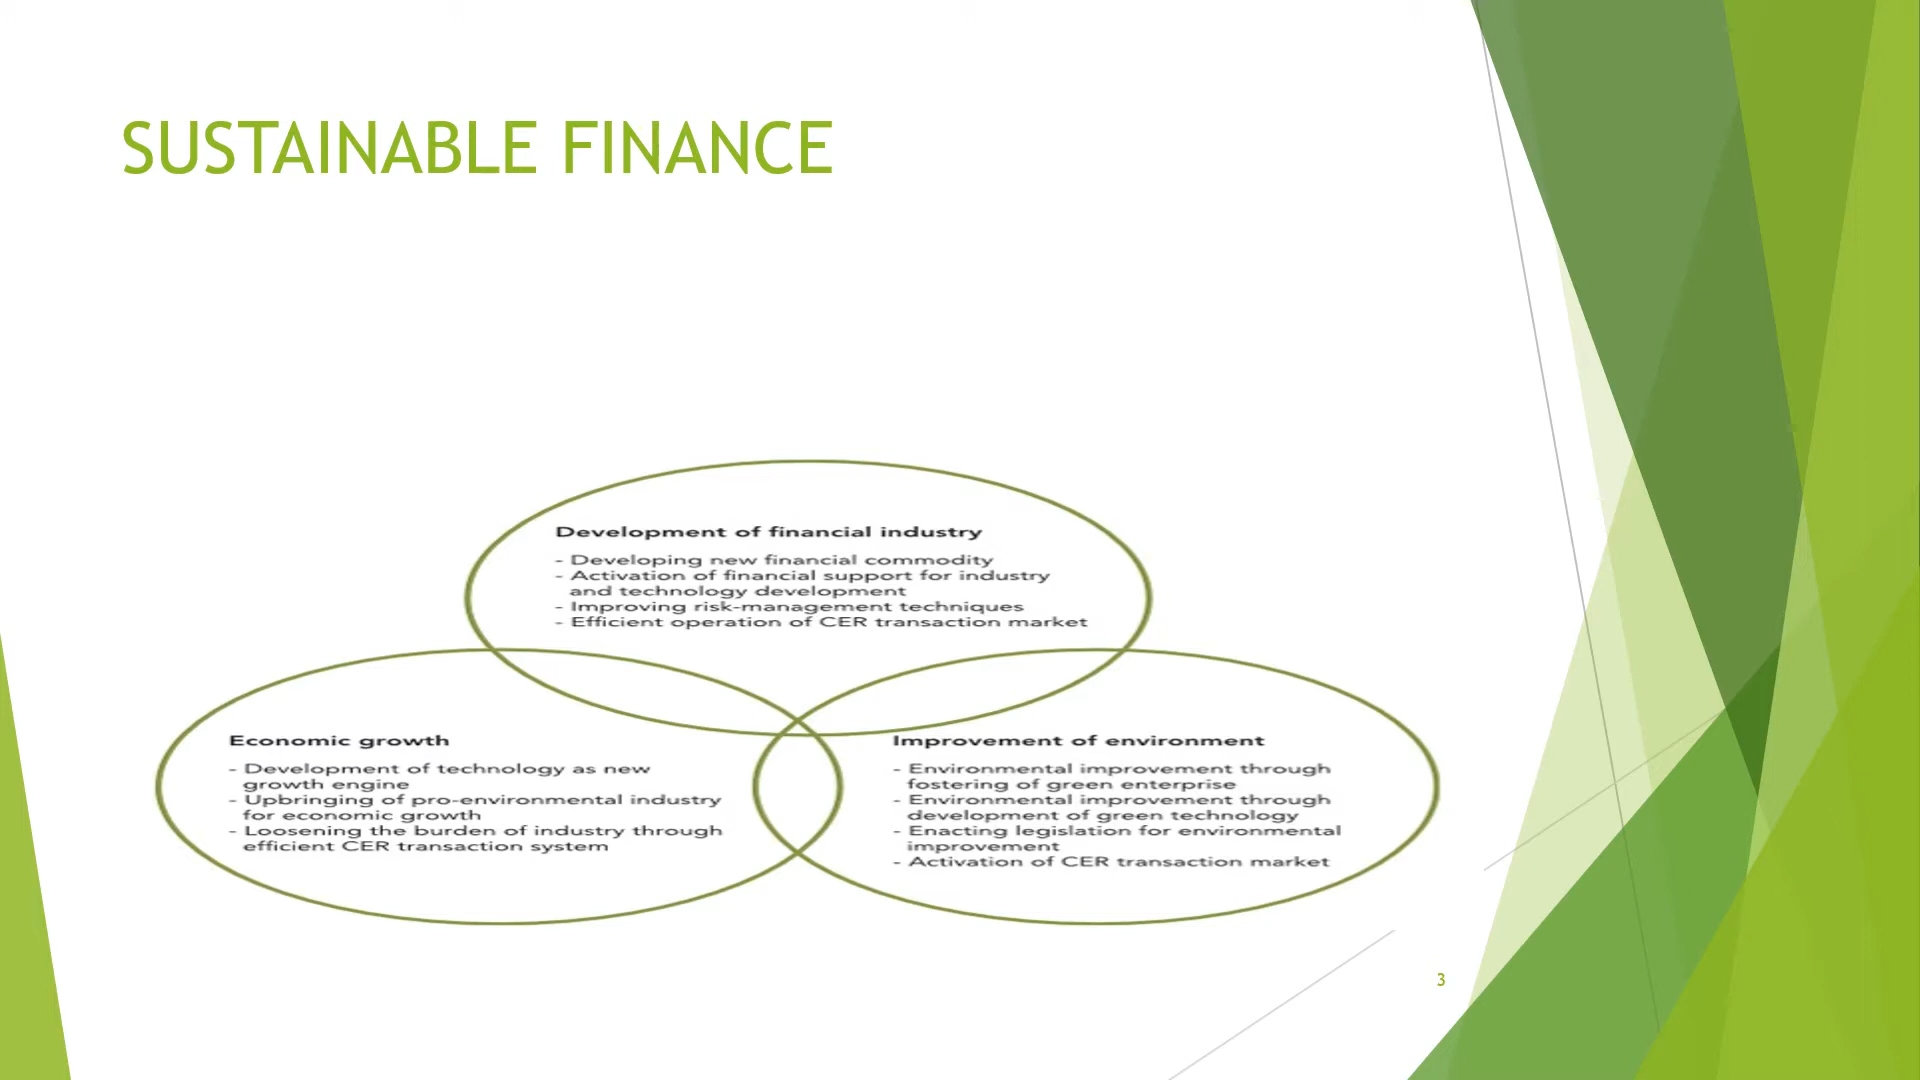 SUSTAINABLE FINANCE
Development of financial industry
- Developing new financial commodity
- Activation of financial support for industry
and technology development
- Improving risk-management techniques
- Efficient operation of CER transaction market
Economic growth
- Development of technology as new
growth engine
- Upbringing of pro-environmental industry
for economic growth
- Loosening the burden of industry through
efficient CER transaction system
Improvement of environment
- Environmental improvement through
fostering of green enterprise
- Environmental improvement through
development of green technology
- Enacting legislation for environmental
improvement
- Activation of CER transaction market
3